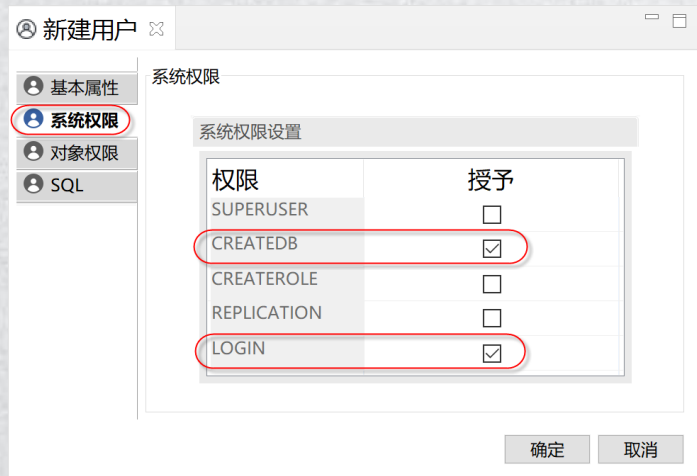 新建用户
基本属性
系统权限
对象权限
SQL
系统权限
系统权限设置
权限 授予
SUPERUSER
CREATEDB
CREATEROLE
REPLICATION
LOGIN
确定 取消